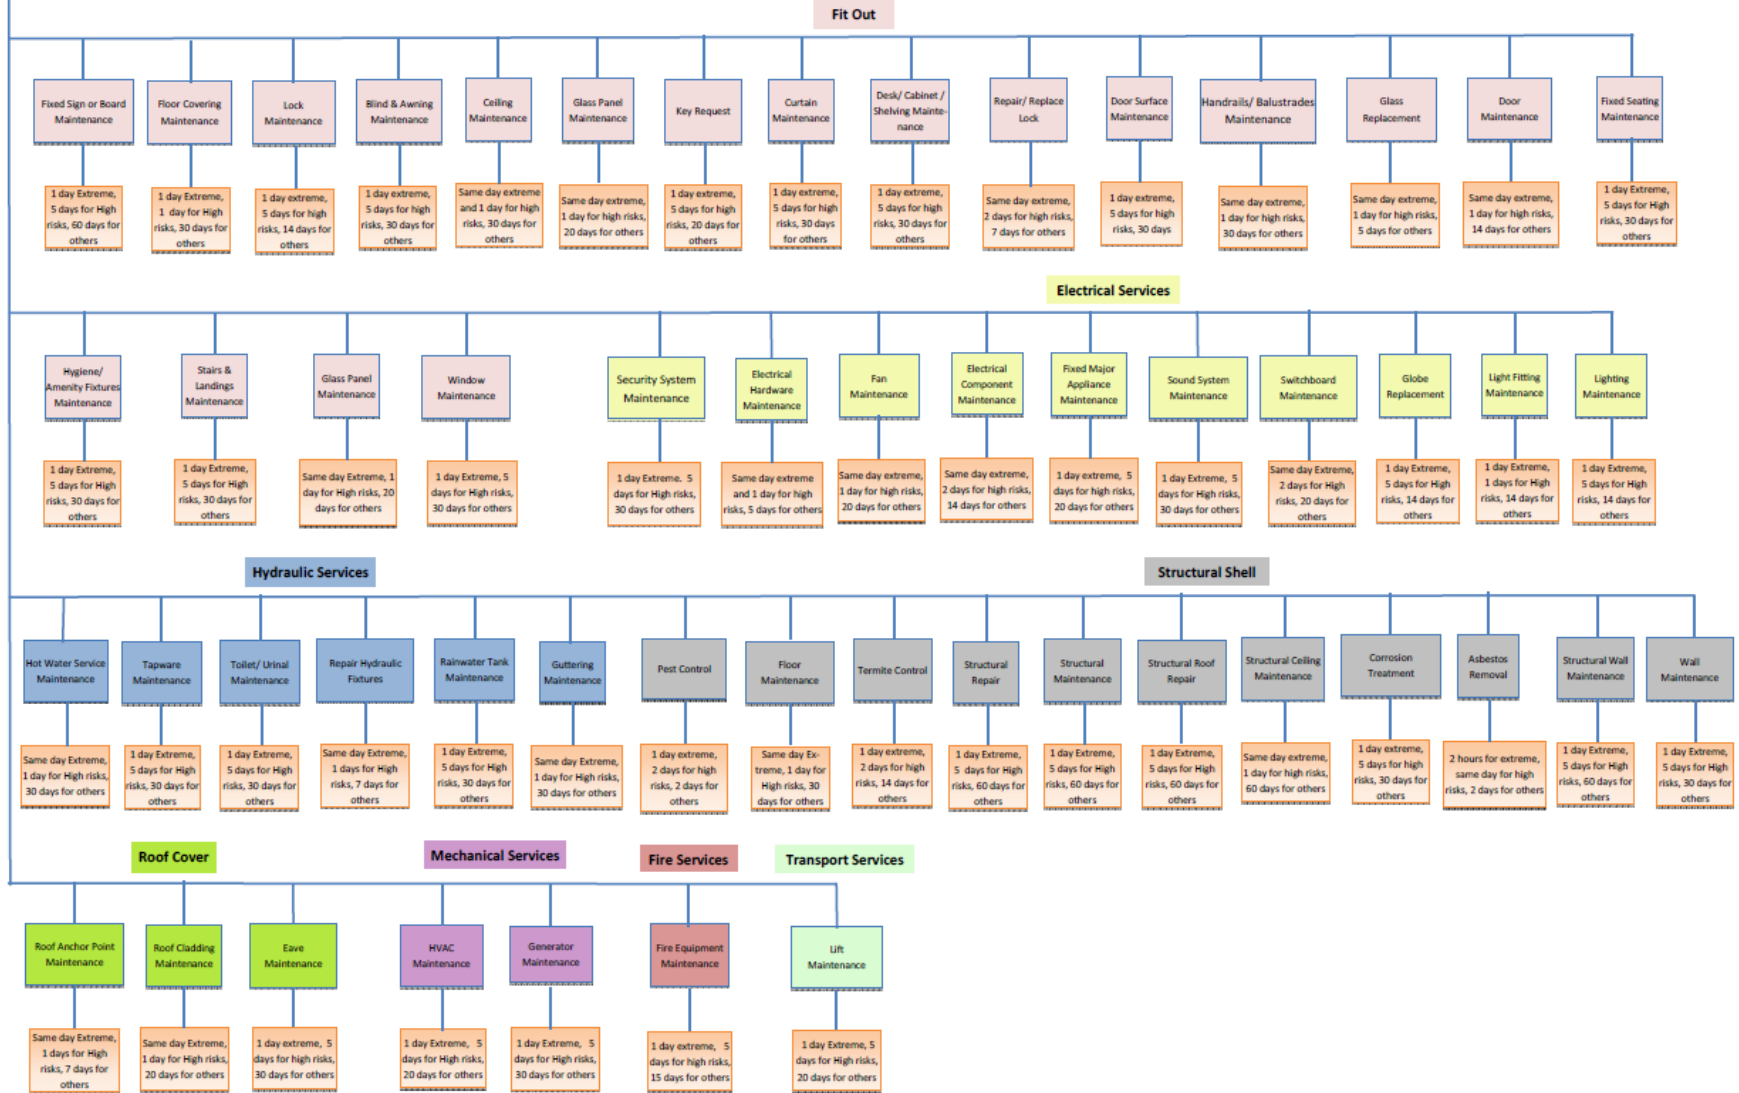 Fit Out
Fixed Sign or Board
Maintenance
Floor Covering
Maintenance
Lock
Maintenance
Blind & Awning
Maintenance
Ceiling
Maintenance
Glass Panel
Maintenance
Key Request
Curtain
Maintenance
Desk/ Cabinet /
Shelving Mainte-
nance
Repair/ Replace
Lock
Door Surface
Maintenance
Handrails/ Balustrades
Maintenance
Glass
Replacement
Door
Maintenance
Fixed Seating
Maintenance
1 day Extreme,
5 days for High
risks, 60 days for
others
1 day Extreme,
1 day for High
risks, 30 days for
others
1 day extreme,
5 days for high
risks, 14 days for
others
1 day extreme,
5 days for high
risks, 30 days for
others
Same day extreme
and 1 day for high
risks, 30 days for
others
Same day extreme,
1 day for high risks,
20 days for others
1 day extreme,
5 days for high
risks, 20 days for
others
1 day extreme,
5 days for high
risks, 30 days
for others
1 day extreme,
5 days for high
risks, 30 days for
others
Same day extreme,
2 days for high risks,
7 days for others
1 day extreme,
5 days for high
risks, 30 days
Same day extreme,
1 day for high risks,
30 days for others
Same day extreme,
1 day for high risks,
5 days for others
Same day extreme,
1 day for high risks,
14 days for others
1 day Extreme,
5 days for High
risks, 30 days for
others
Electrical Services
Hygiene/
Amenity Fixtures
Maintenance
Stairs &
Landings
Maintenance
Glass Panel
Maintenance
Window
Maintenance
Security System
Maintenance
Electrical
Hardware
Maintenance
Fan
Maintenance
Electrical
Component
Maintenance
Fixed Major
Appliance
Maintenance
Sound System
Maintenance
Switchboard
Maintenance
Globe
Replacement
Light Fitting
Maintenance
Lighting
Maintenance
1 day Extreme,
5 days for High
risks, 30 days for
others
1 day Extreme,
5 days for High
risks, 30 days for
others
Same day Extreme, 1
day for High risks, 20
days for others
1 day Extreme, 5
days for High risks,
30 days for others
1 day Extreme. 5
days for High risks,
30 days for others
Same day extreme
and 1 day for high
risks, 5 days for others
Same day extreme,
1 day for high risks,
20 days for others
Same day extreme,
2 days for high risks,
14 days for others
1 day extreme, 5
days for high risks,
20 days for others
1 day Extreme, 5
days for High risks,
30 days for others
Same day Extreme,
2 days for High
risks, 20 days for
others
1 day Extreme,
5 days for High
risks, 14 days for
others
1 day Extreme,
1 days for High
risks, 14 days for
others
1 day Extreme,
5 days for High
risks, 14 days for
others
Hydraulic Services
Structural Shell
Hot Water Service
Maintenance
Tapware
Maintenance
Toilet/ Urinal
Maintenance
Repair Hydraulic
Fixtures
Rainwater Tank
Maintenance
Guttering
Maintenance
Pest Control
Floor
Maintenance
Termite Control
Structural
Repair
Structural
Maintenance
Structural Roof
Repair
Structural Ceiling
Maintenance
Corrosion
Treatment
Asbestos
Removal
Structural Wall
Maintenance
Wall
Maintenance
Same day Extreme,
1 day for High risks,
30 days for others
1 day Extreme,
5 days for High
risks, 30 days for
others
1 day Extreme,
5 days for High
risks, 30 days for
others
Same day Extreme,
1 days for High
risks, 7 days for
others
1 day Extreme,
5 days for High
risks, 30 days for
others
Same day Extreme,
1 day for High risks,
30 days for others
1 day extreme,
2 days for high
risks, 2 days for
others
Same day Ex-
treme, 1 day for
High risks, 30
days for others
1 day extreme,
2 days for high
risks, 14 days for
others
1 day Extreme,
5 days for High
risks, 60 days for
others
1 day Extreme,
5 days for High
risks, 60 days for
others
1 day Extreme,
5 days for High
risks, 60 days for
others
Same day extreme,
1 day for high risks,
60 days for others
1 day extreme,
5 days for high
risks, 30 days for
others
2 hours for extreme,
same day for high
risks, 2 days for others
1 day Extreme,
5 days for High
risks, 60 days for
others
1 day Extreme,
5 days for High
risks, 30 days for
others
Roof Cover
Mechanical Services
Fire Services
Transport Services
Roof Anchor Point
Maintenance
Roof Cladding
Maintenance
Eave
Maintenance
HVAC
Maintenance
Generator
Maintenance
Fire Equipment
Maintenance
Lift
Maintenance
Same day Extreme,
1 days for High
risks, 7 days for
others
Same day Extreme,
1 day for High risks,
20 days for others
1 day extreme, 5
days for high risks,
30 days for others
1 day Extreme, 5
days for High risks,
20 days for others
1 day Extreme, 5
days for High risks,
30 days for others
1 day extreme, 5
days for high risks,
15 days for others
1 day Extreme, 5
days for High risks,
20 days for others